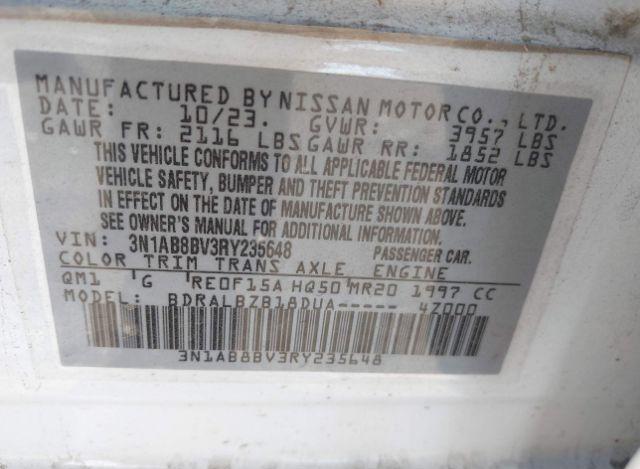 MANUFACTURED BY NISSAN MOTOR CO., LTD.
DATE: 10/23. GVWR: 3957 LBS
GAWR FR: 2116 LBS GAWR RR: 1852 LBS
THIS VEHICLE CONFORMS TO ALL APPLICABLE FEDERAL MOTOR
VEHICLE SAFETY, BUMPER AND THEFT PREVENTION STANDARDS
IN EFFECT ON THE DATE OF MANUFACTURE SHOWN ABOVE.
SEE OWNER'S MANUAL FOR ADDITIONAL INFORMATION.
VIN: 3N1AB8BV3RY235648 PASSENGER CAR.
COLOR TRIM TRANS AXLE ENGINE
QM1 G RE0F15A HQ50 MR20 1997 CC
MODEL: BDRALBZB18DUA----- 4Z000
3N1AB8BV3RY235648